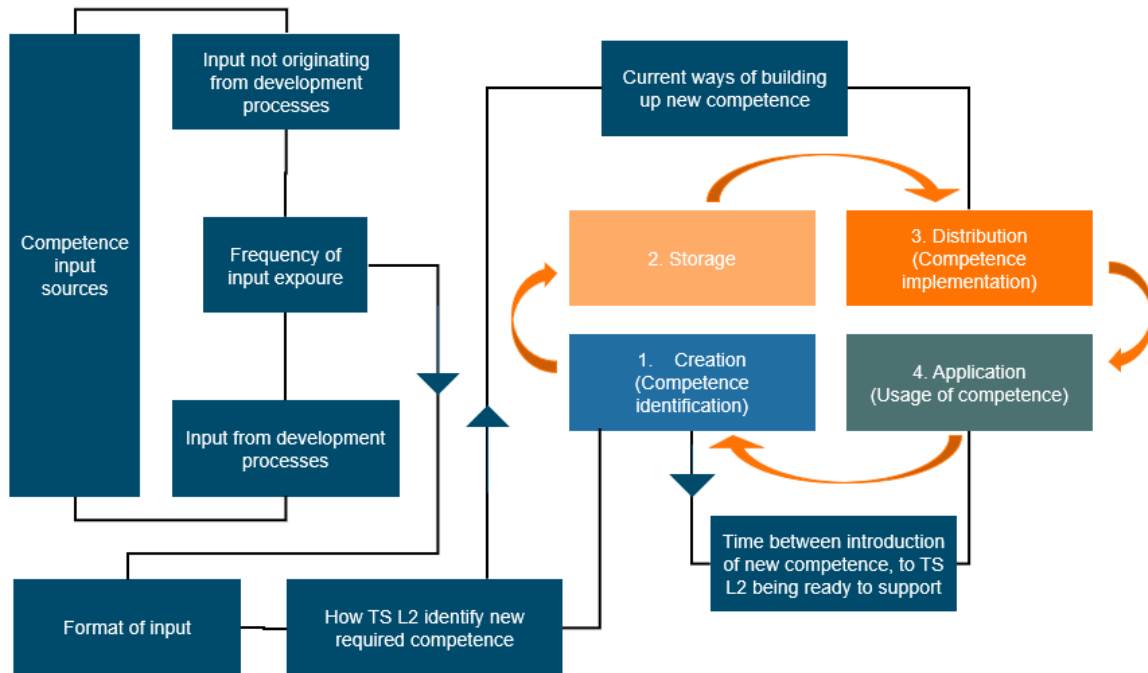 Input not originating
from development
processes
Competence
input
sources
Frequency of
input expoure
Input from development
processes
Format of input
How TS L2 identify new
required competence
Current ways of building
up new competence
2. Storage
3. Distribution
(Competence
implementation)
1. Creation
(Competence
identification)
4. Application
(Usage of competence)
Time between introduction
of new competence, to TS
L2 being ready to support